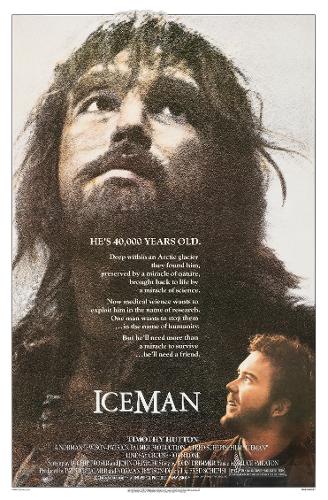 HE'S 40,000 YEARS OLD.
Deep within an Arctic glacier
they found him,
preserved by a miracle of nature,
brought back to life by
a miracle of science.
Now medical science wants to
exploit him in the name of research.
One man wants to stop them
...in the name of humanity.
But he'll need more than
a miracle to survive
...he'll need a friend.
ICEMAN
TIMOTHY HUTTON